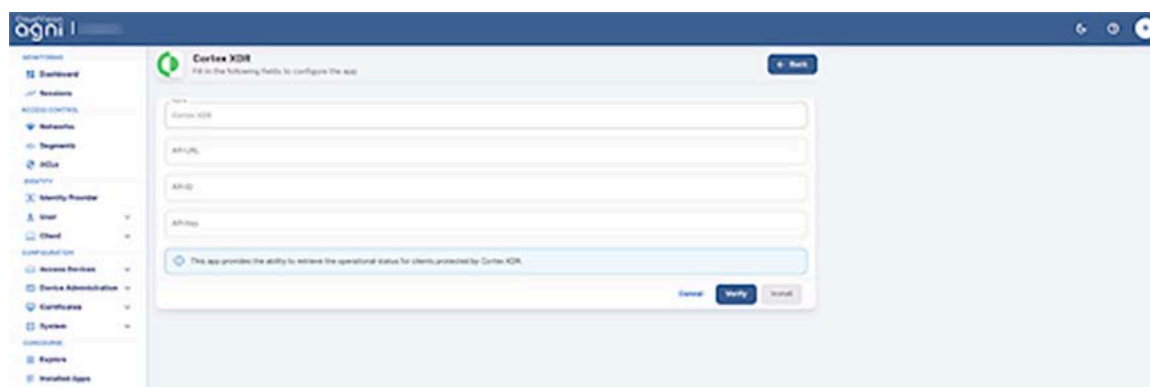 CloudVision
agni |
MONITORING
Dashboard
Sessions
ACCESS CONTROL
Networks
Segments
ACLs
IDENTITY
Identity Provider
User
Client
CONFIGURATION
Access Devices
Device Administration
Certificates
System
CONCOURSE
Explore
Installed Apps
Cortex XDR
Fill in the following fields to configure the app
← Back
Name
Cortex XDR
API URL
API ID
API Key
This app provides the ability to retrieve the operational status for clients protected by Cortex XDR.
Cancel Verify Install